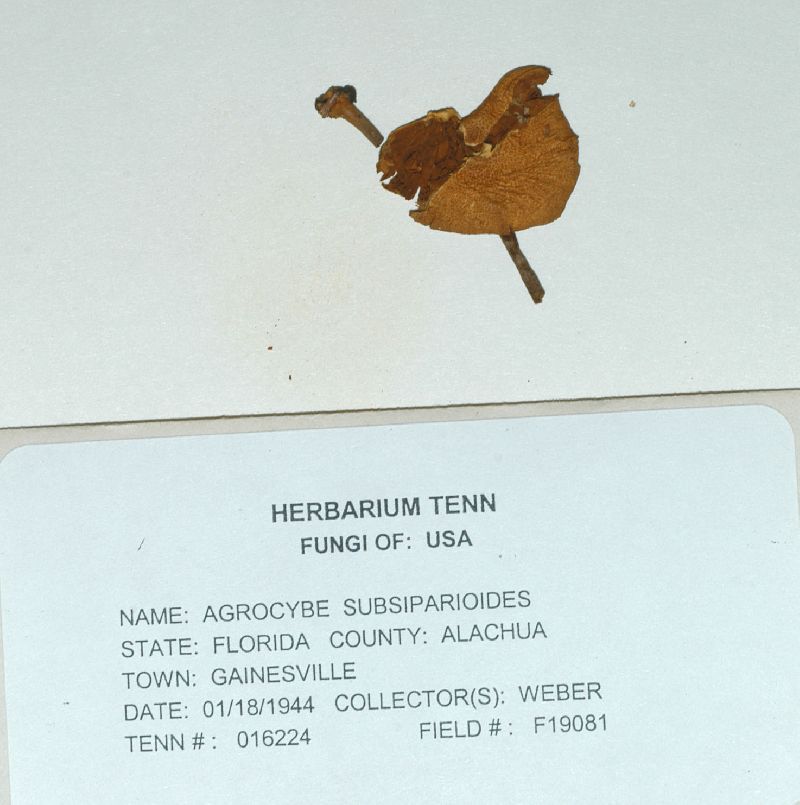 HERBARIUM TENN
FUNGI OF: USA
NAME: AGROCYBE SUBSIPARIOIDES
STATE: FLORIDA COUNTY: ALACHUA
TOWN: GAINESVILLE
DATE: 01/18/1944 COLLECTOR(S): WEBER
TENN #: 016224 FIELD #: F19081